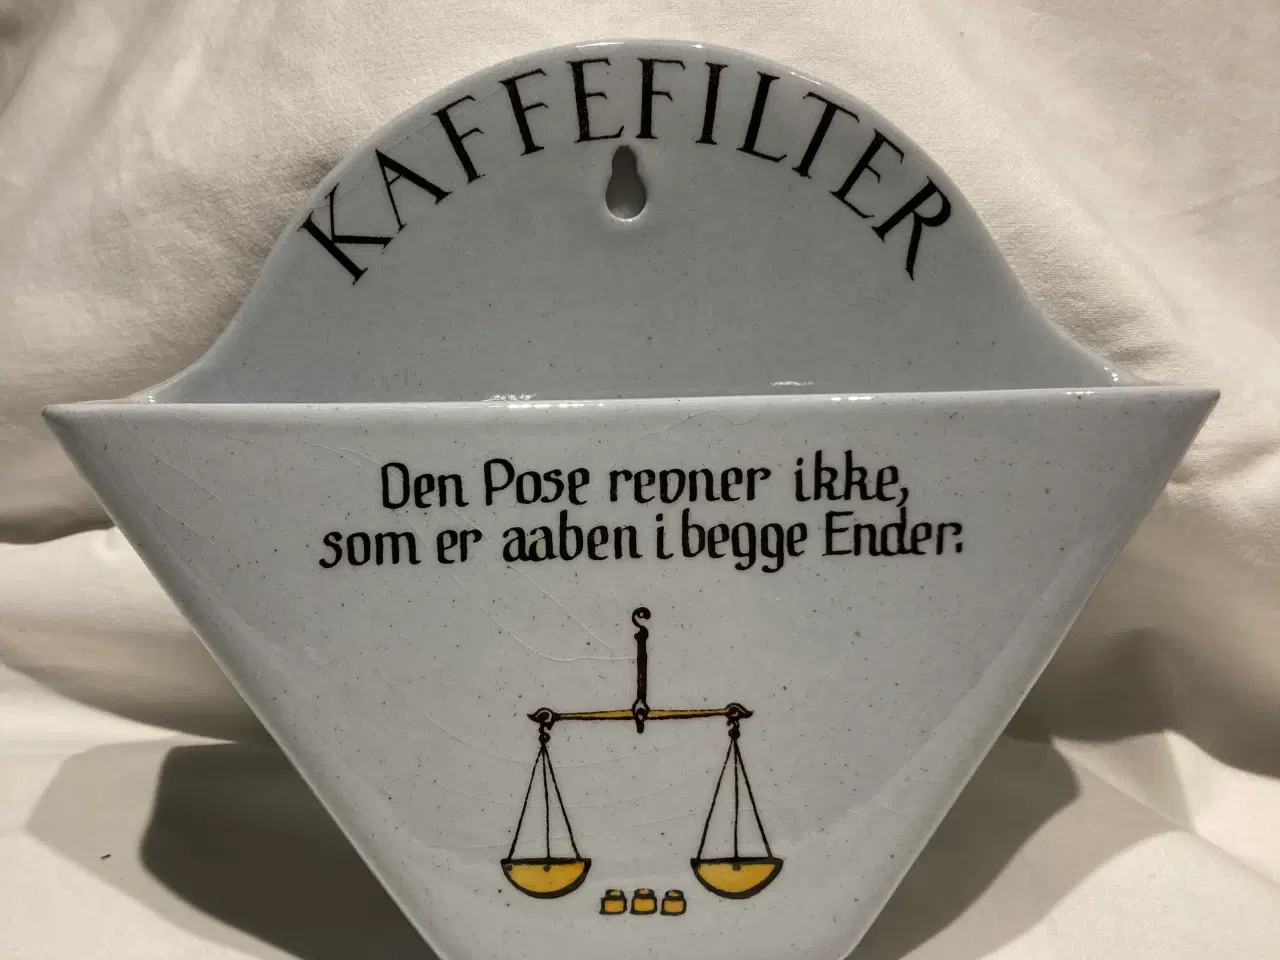 KAFFEFILTER
Den Pose revner ikke,
som er aaben i begge Ender.